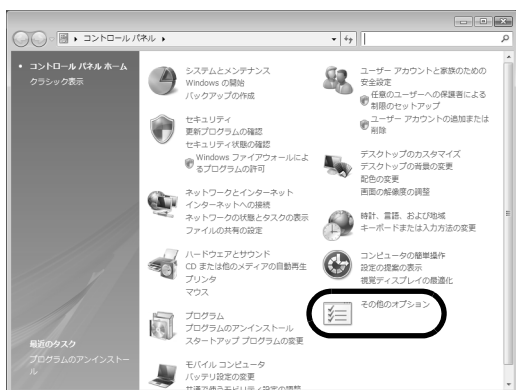 コントロール パネル
コントロール パネル ホーム
クラシック表示
システムとメンテナンス
Windows の開始
バックアップの作成
セキュリティ
更新プログラムの確認
セキュリティ状態の確認
Windows ファイアウォールによ
るプログラムの許可
ネットワークとインターネット
インターネットへの接続
ネットワークの状態とタスクの表示
ファイルの共有の設定
ハードウェアとサウンド
CD または他のメディアの自動再生
プリンタ
マウス
プログラム
プログラムのアンインストール
スタートアップ プログラムの変更
モバイル コンピュータ
バッテリ設定の変更
共通で使うモビリティ設定の調整
ユーザー アカウントと家族のための
安全設定
任意のユーザーへの保護者による
制限のセットアップ
ユーザー アカウントの追加または
削除
デスクトップのカスタマイズ
デスクトップの背景の変更
配色の変更
画面の解像度の調整
時計、言語、および地域
キーボードまたは入力方法の変更
コンピュータの簡単操作
設定の提案の表示
視覚ディスプレイの最適化
その他のオプション
最近のタスク
プログラムのアンインストー
ル